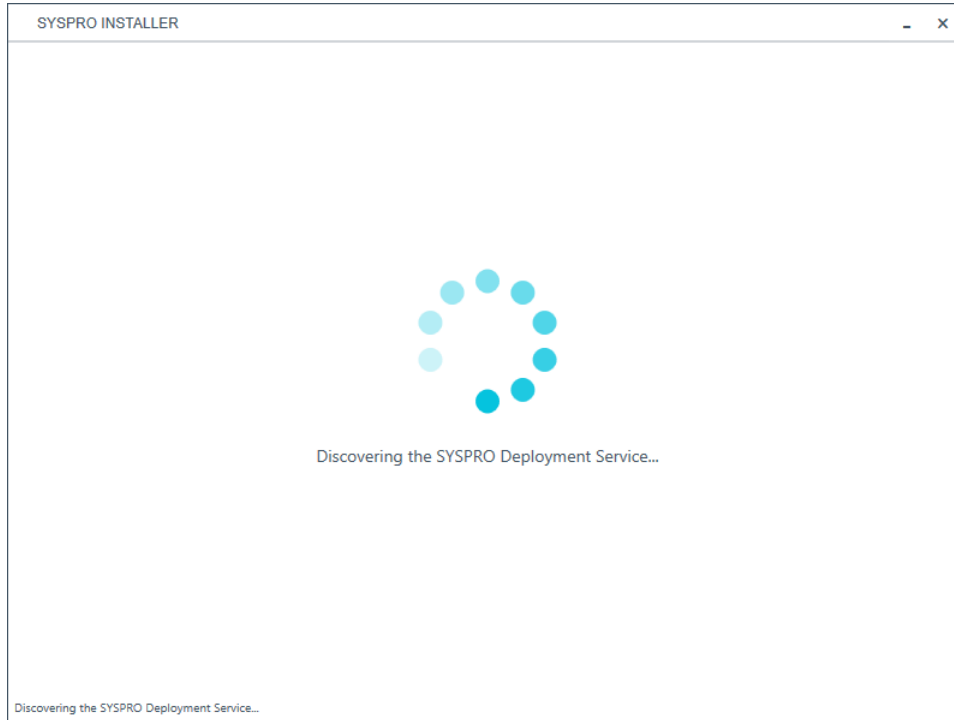 SYSPRO INSTALLER
Discovering the SYSPRO Deployment Service...
Discovering the SYSPRO Deployment Service...